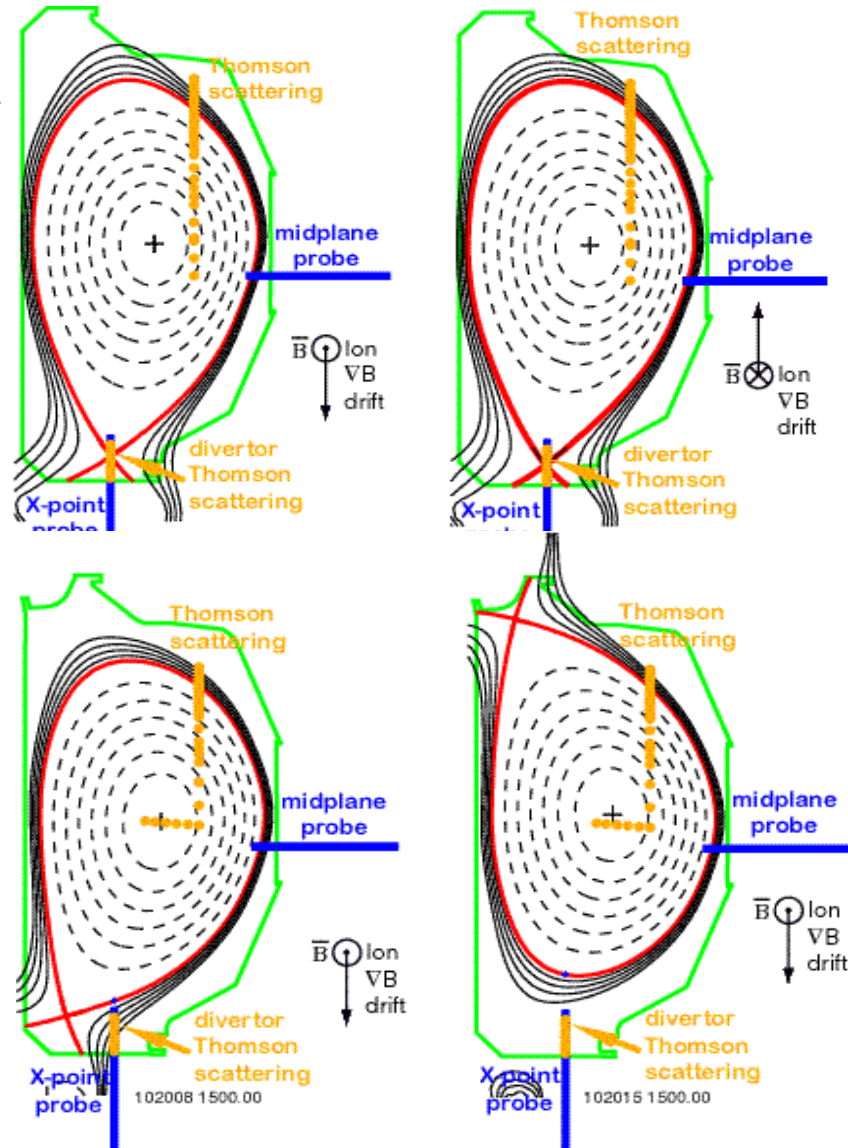 Thomson
scattering
midplane
probe
B̅ Ion
∇B
drift
divertor
Thomson
scattering
X-point
probe
Thomson
scattering
midplane
probe
B̅ Ion
∇B
drift
divertor
Thomson
scattering
X-point
probe
Thomson
scattering
midplane
probe
B̅ Ion
∇B
drift
divertor
Thomson
scattering
X-point
probe
102008 1500.00
Thomson
scattering
midplane
probe
B̅ Ion
∇B
drift
divertor
Thomson
scattering
X-point
probe
102015 1500.00